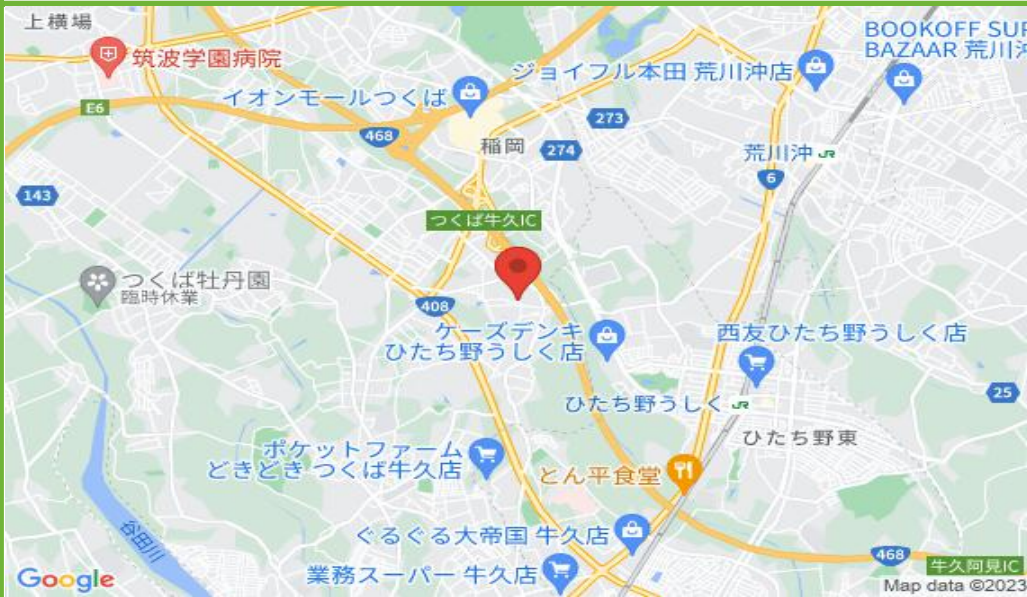 上横場
筑波学園病院
BOOKOFF SUP
BAZAAR 荒川沖
ジョイフル本田 荒川沖店
イオンモールつくば
E6
468
273
稲岡
274
荒川沖 JR
6
143
つくば牛久IC
つくば牡丹園
臨時休業
408
ケーズデンキ
ひたち野うしく店
西友ひたち野うしく店
25
ひたち野うしく JR
ひたち野東
ポケットファーム
どきどき つくば牛久店
とん平食堂
谷田川
ぐるぐる大帝国 牛久店
468
牛久阿見IC
業務スーパー 牛久店
Google
Map data ©2023